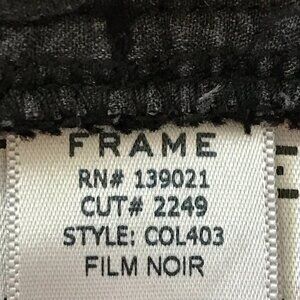 FRAME
RN# 139021
CUT# 2249
STYLE: COL403
FILM NOIR